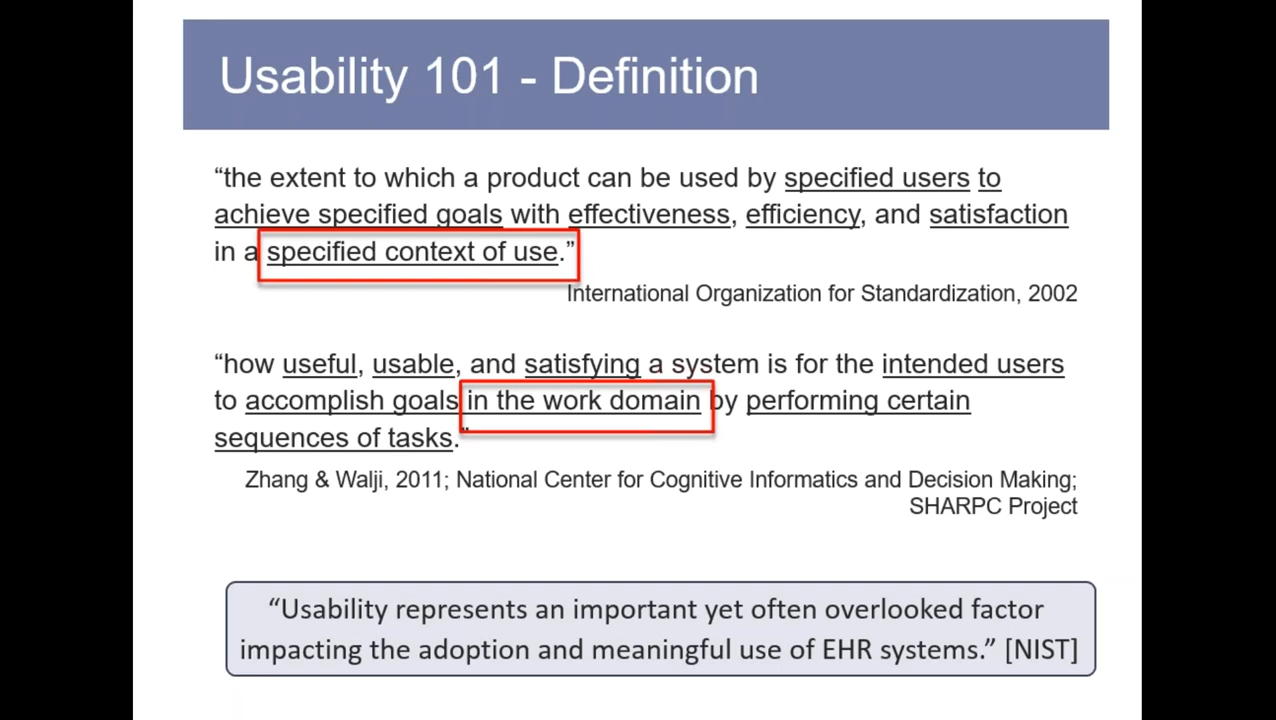 Usability 101 - Definition
“the extent to which a product can be used by specified users to
achieve specified goals with effectiveness, efficiency, and satisfaction
in a specified context of use.”
International Organization for Standardization, 2002
“how useful, usable, and satisfying a system is for the intended users
to accomplish goals in the work domain by performing certain
sequences of tasks.”
Zhang & Walji, 2011; National Center for Cognitive Informatics and Decision Making;
SHARPC Project
“Usability represents an important yet often overlooked factor
impacting the adoption and meaningful use of EHR systems.” [NIST]